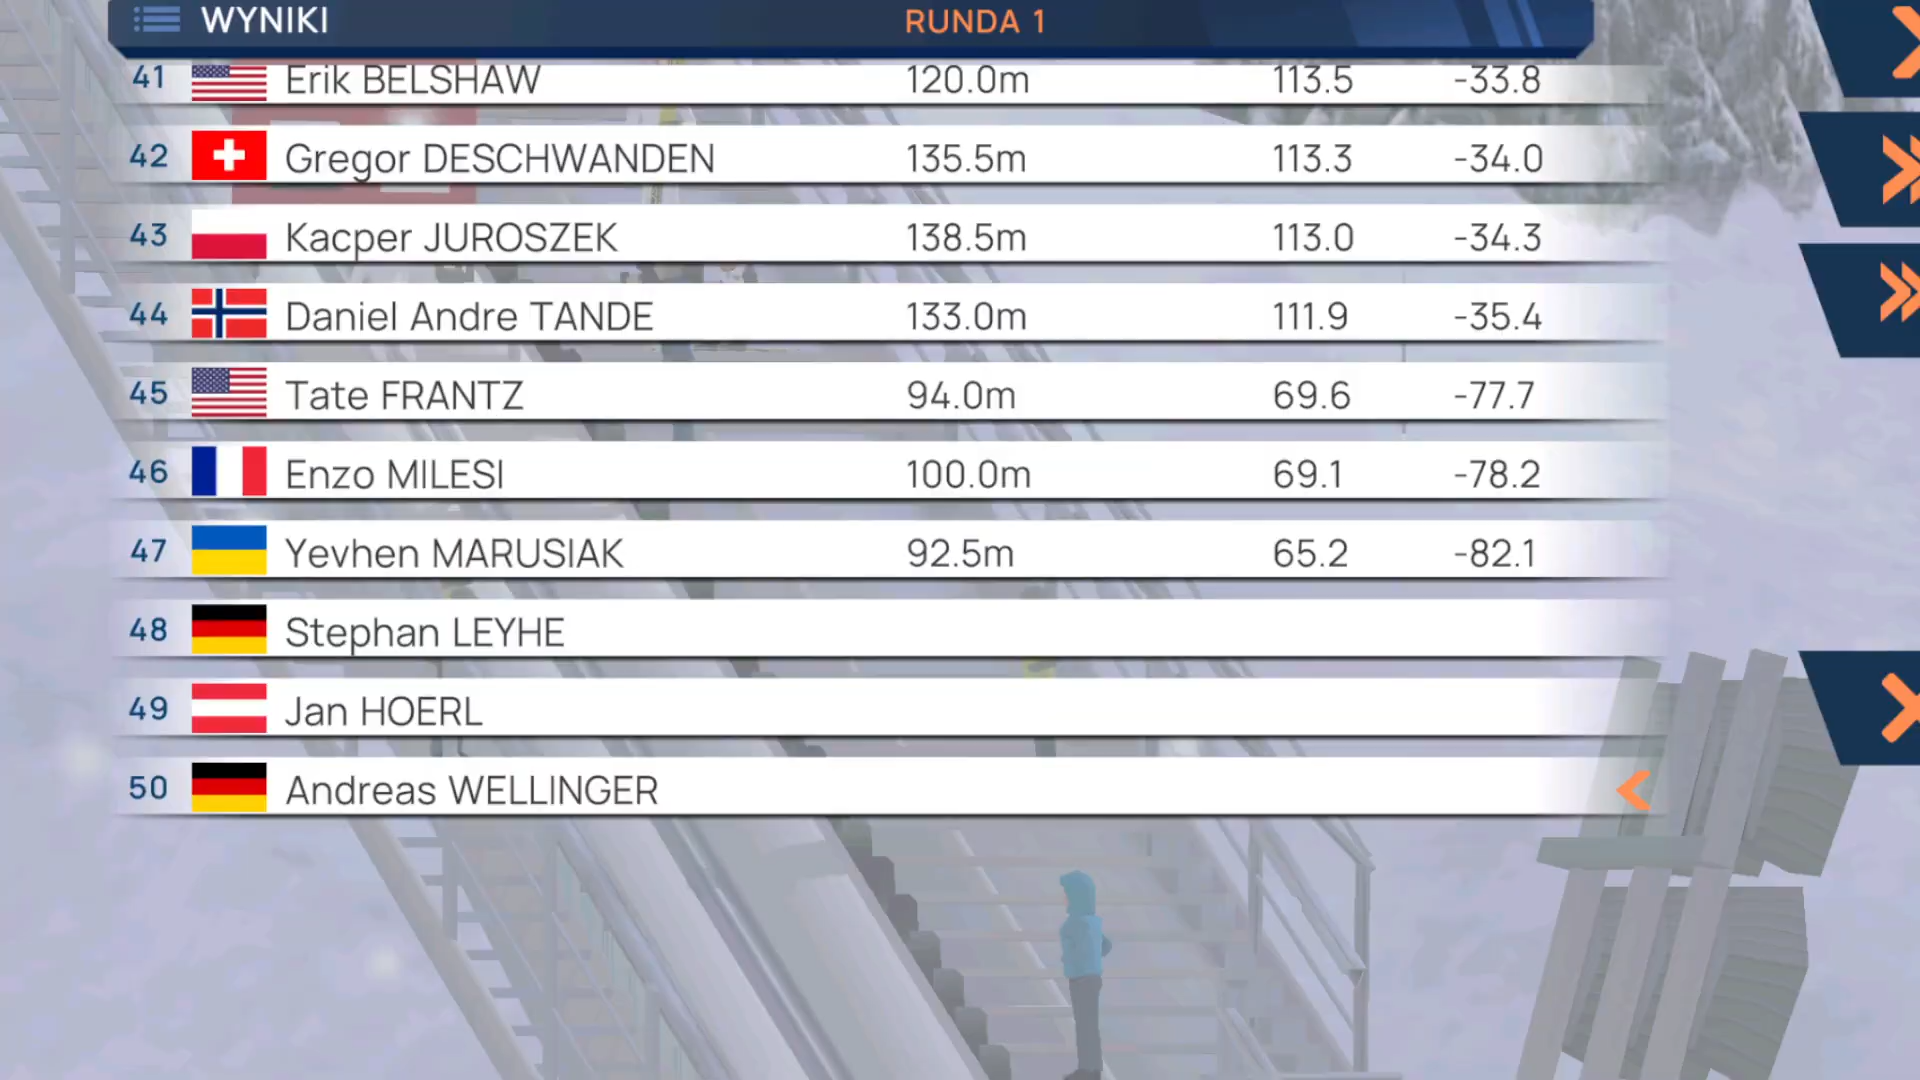 WYNIKI RUNDA 1
41 Erik BELSHAW 120.0m 113.5 -33.8
42 Gregor DESCHWANDEN 135.5m 113.3 -34.0
43 Kacper JUROSZEK 138.5m 113.0 -34.3
44 Daniel Andre TANDE 133.0m 111.9 -35.4
45 Tate FRANTZ 94.0m 69.6 -77.7
46 Enzo MILESI 100.0m 69.1 -78.2
47 Yevhen MARUSIAK 92.5m 65.2 -82.1
48 Stephan LEYHE
49 Jan HOERL
50 Andreas WELLINGER